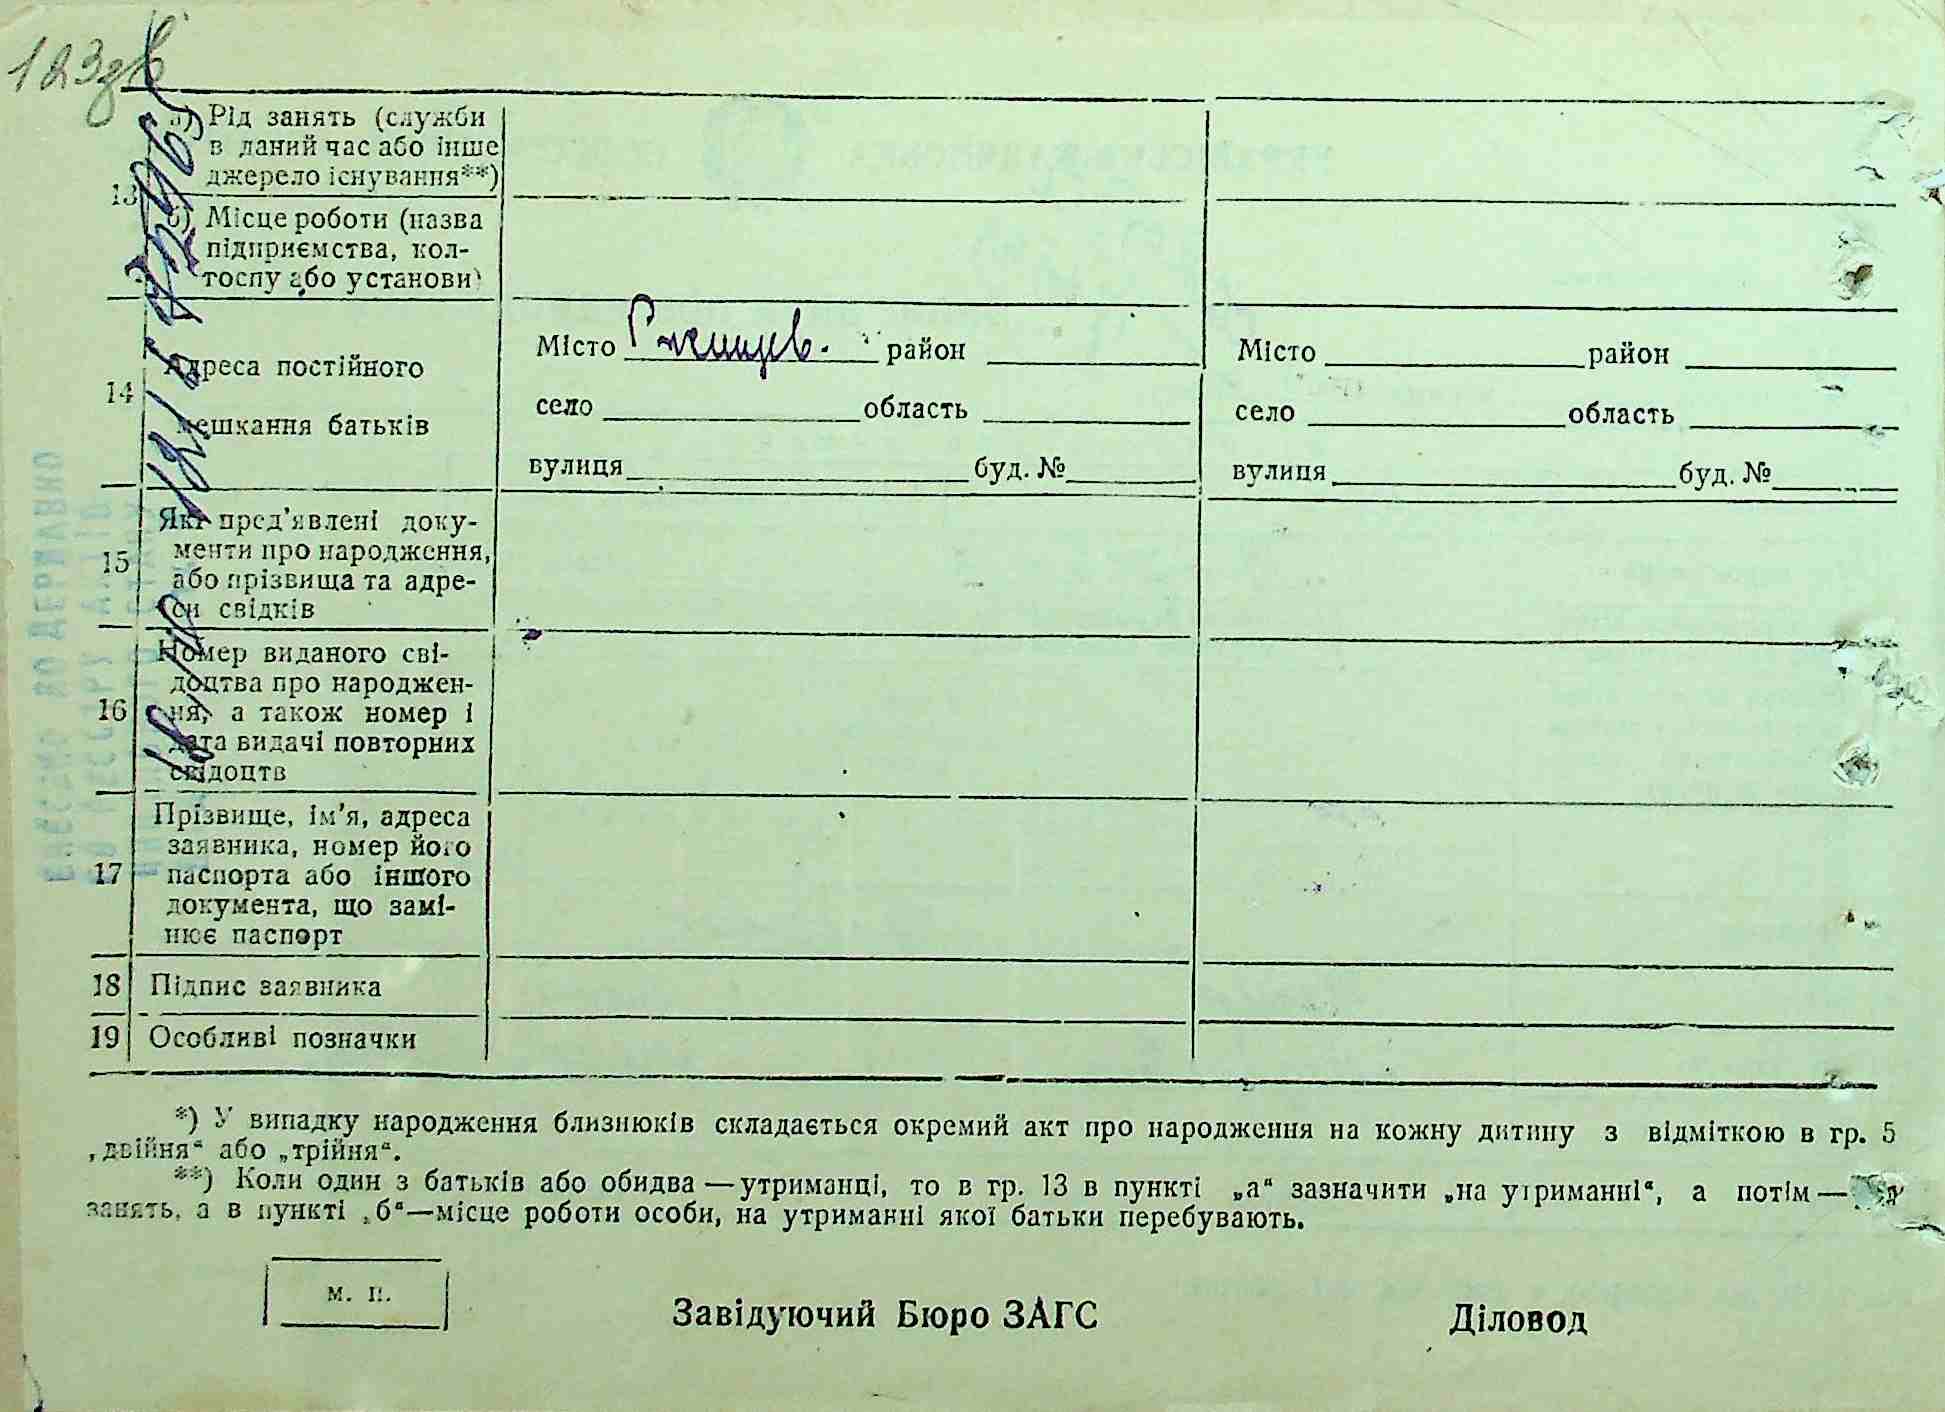 123зв
а) Рід занять (служби
в даний час або інше
джерело існування**)
13
б) Місце роботи (назва
підприємства, кол-
госпу або установи)
14
Адреса постійного
мешкання батьків
Місто район
село область
вулиця буд. №
Місто район
село область
вулиця буд. №
15
Які пред’явлені доку-
менти про народження,
або прізвища та адре-
си свідків
16
Номер виданого сві-
доцтва про народжен-
ня, а також номер і
дата видачі повторних
свідоцтв
17
Прізвище, ім’я, адреса
заявника, номер його
паспорта або іншого
документа, що замі-
нює паспорт
18 Підпис заявника
19 Особливі позначки
*) У випадку народження близнюків складається окремий акт про народження на кожну дитину з відміткою в гр. 5
„двійня“ або „трійня“.
**) Коли один з батьків або обидва — утриманці, то в гр. 13 в пункті „а“ зазначити „на утриманні“, а потім —
занять, а в пункті „б“—місце роботи особи, на утриманні якої батьки перебувають.
м. п.
Завідуючий Бюро ЗАГС Діловод